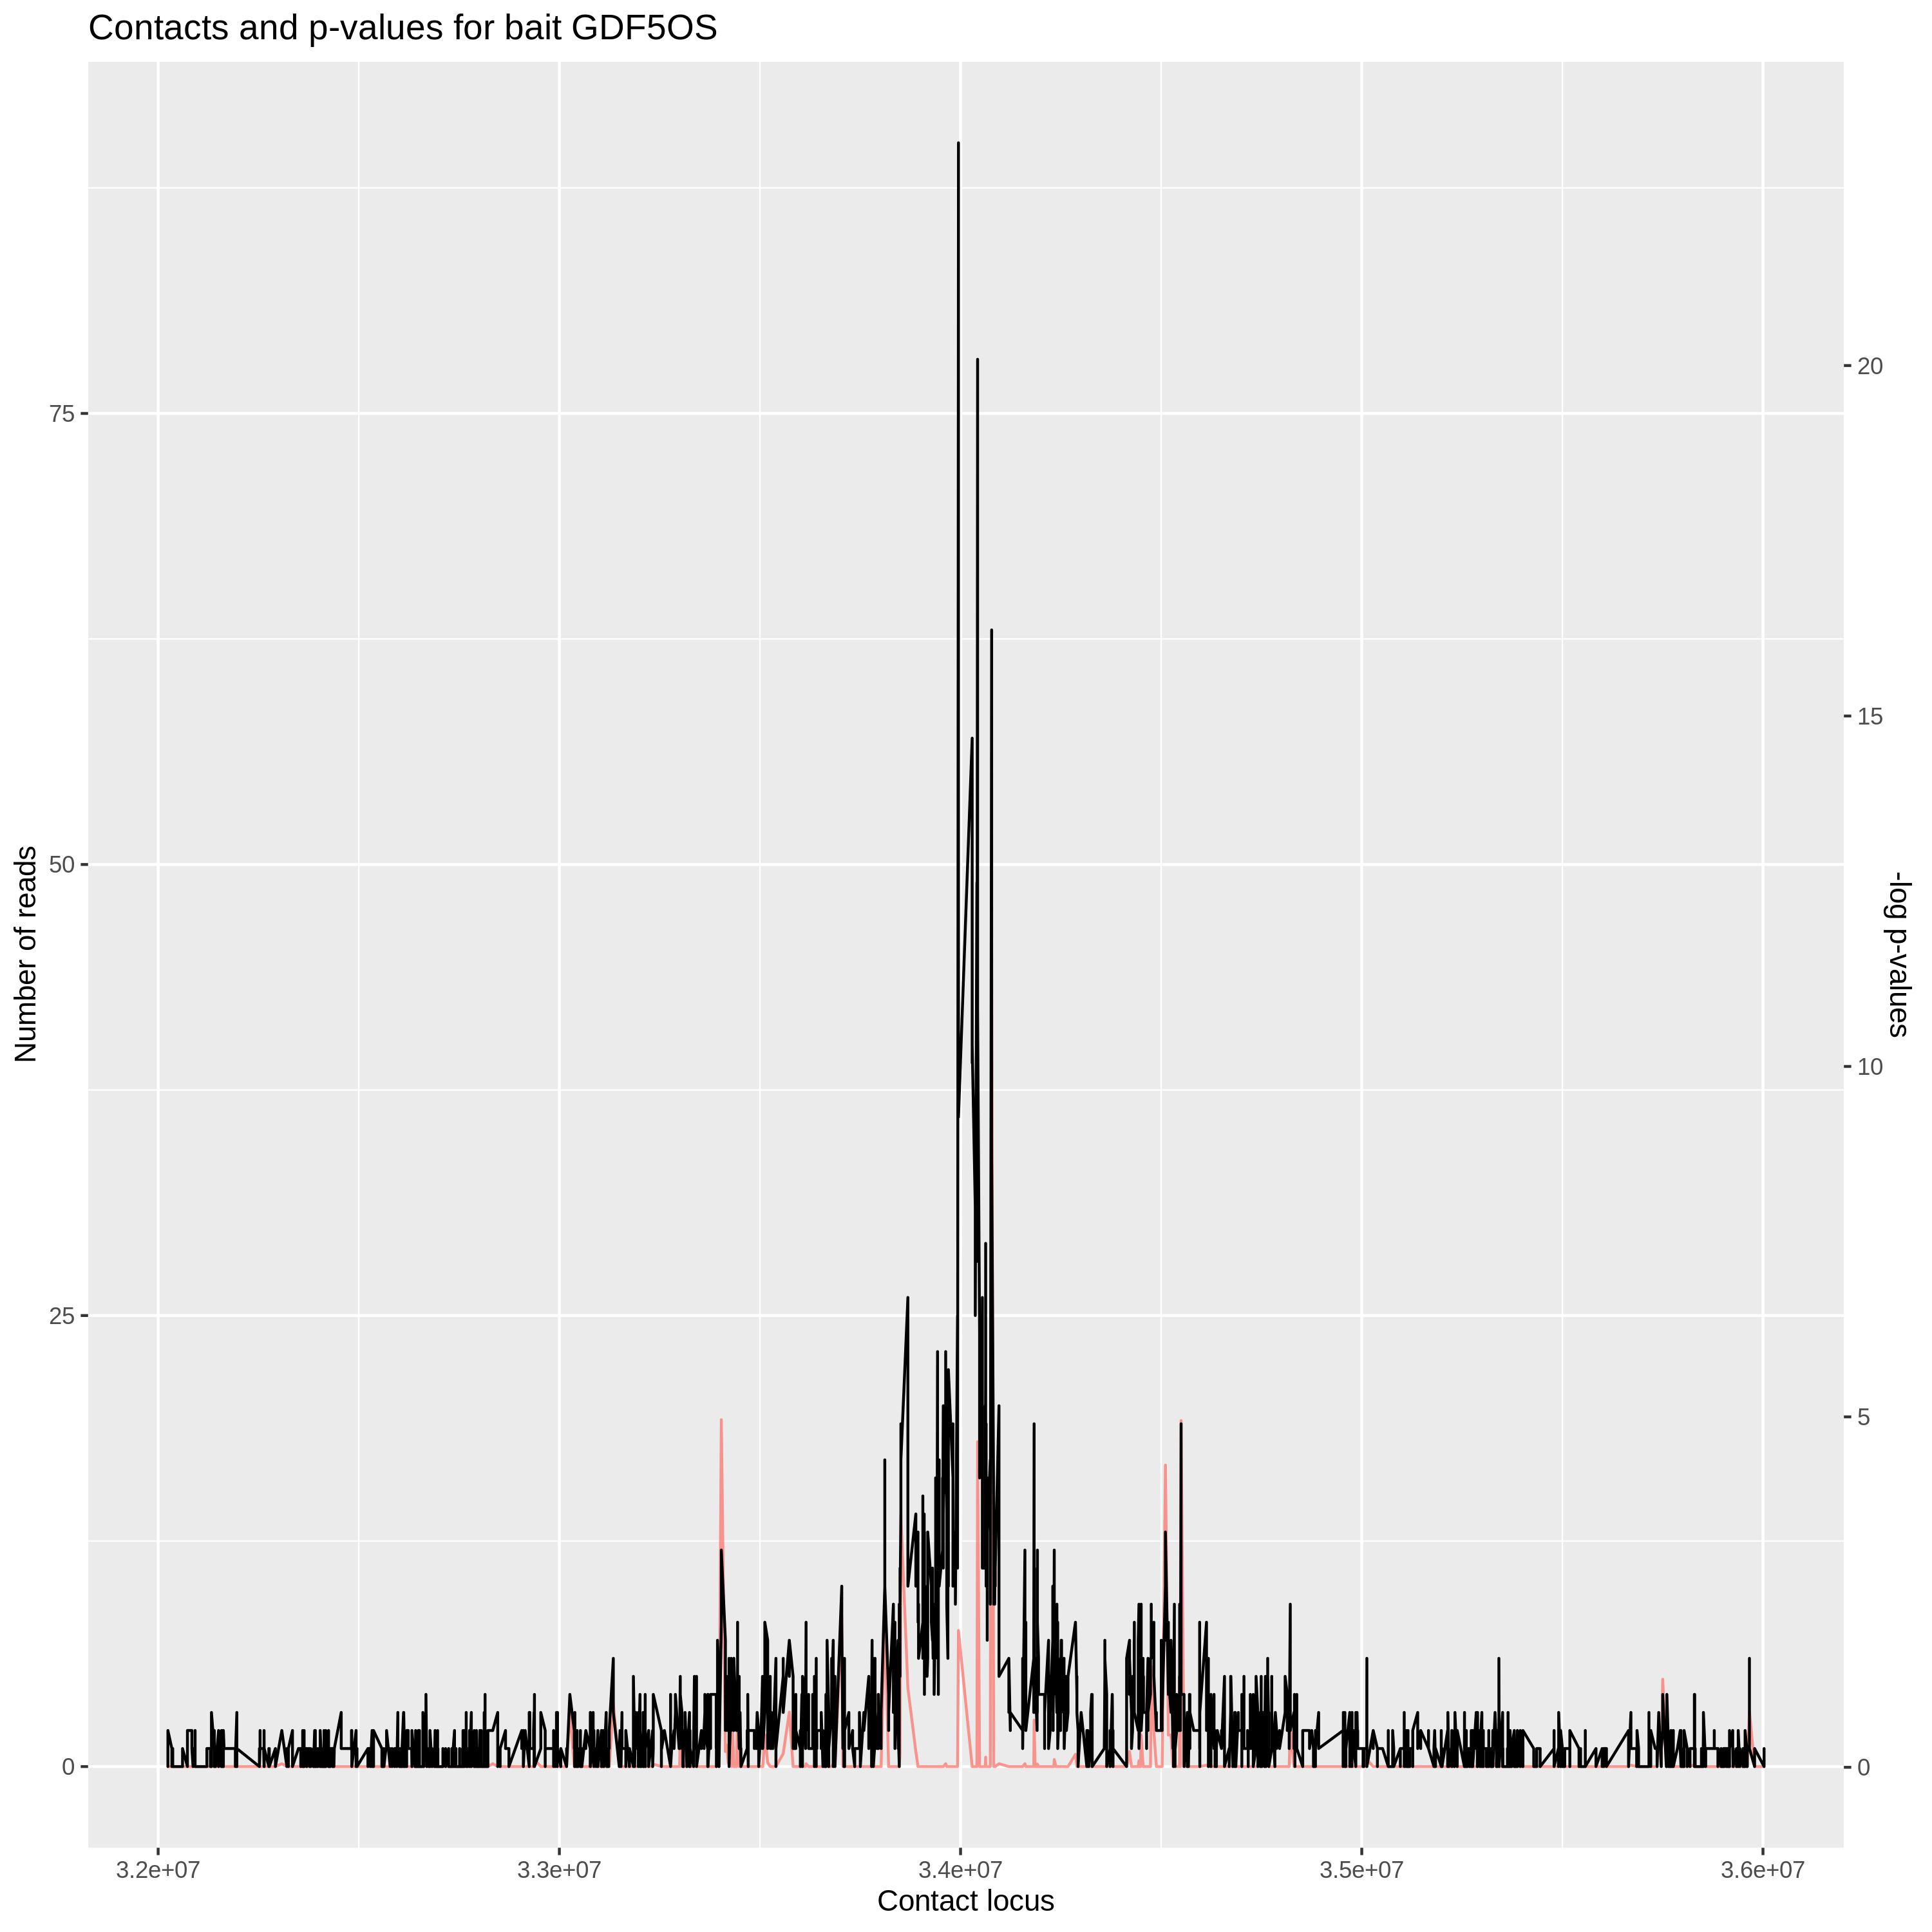 Contacts and p-values for bait GDF5OS
75
50
25
0
20
15
10
5
0
Number of reads
-log p-values
3.2e+07 3.3e+07 3.4e+07 3.5e+07 3.6e+07
Contact locus